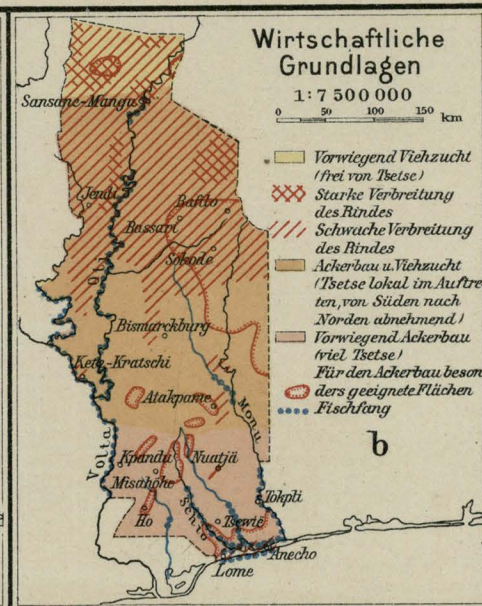 Wirtschaftliche
Grundlagen
1:7 500 000
0 50 100 150
km
Vorwiegend Viehzucht
(frei von Tsetse)
Starke Verbreitung
des Rindes
Schwache Verbreitung
des Rindes
Ackerbau u. Viehzucht
(Tsetse lokal im Auftre-
ten, von Süden nach
Norden abnehmend)
Vorwiegend Ackerbau
(viel Tsetse)
Für den Ackerbau beson-
ders geeignete Flächen
Fischfang
b
Sansane-Mangu
Jendi
Bafilo
Bassari
Sokode
Oti
Bismarckburg
Kete-Kratschi
Atakpame
Monu
Volta
Kpandu
Nuatjä
Misahöhe
Schio
Tokpli
Ho
Tsewie
Anecho
Lome